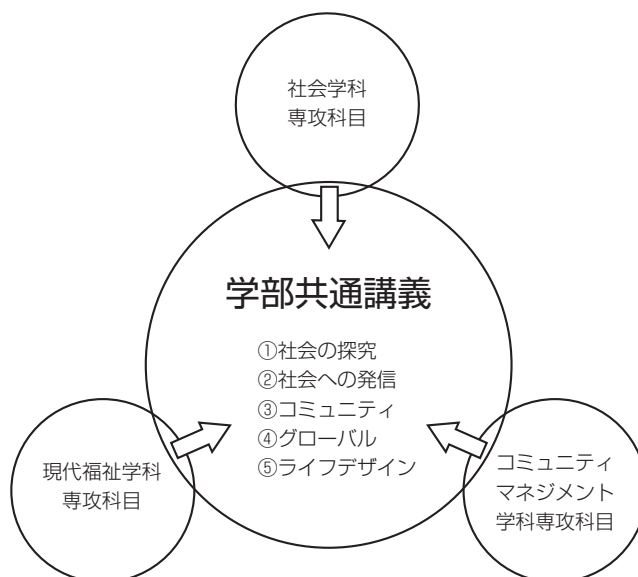 社会学科
専攻科目
学部共通講義
①社会の探究
②社会への発信
③コミュニティ
④グローバル
⑤ライフデザイン
現代福祉学科
専攻科目
コミュニティ
マネジメント
学科専攻科目